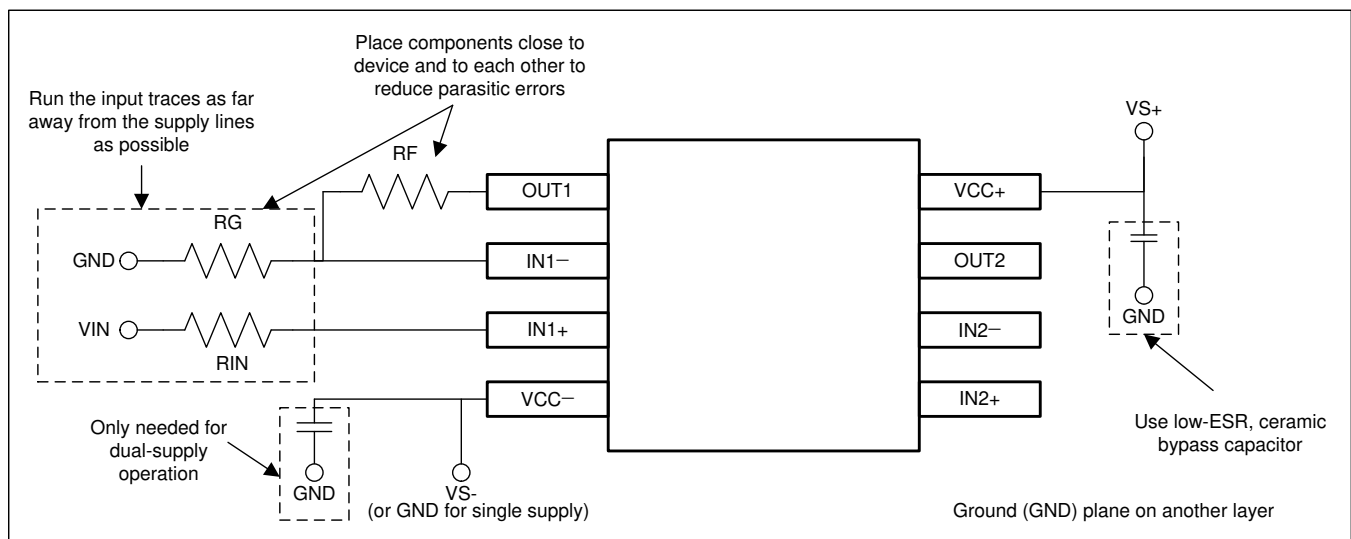 Place components close to
device and to each other to
reduce parasitic errors
Run the input traces as far
away from the supply lines
as possible
VS+
RF
OUT1
VCC+
RG
GND
IN1−
OUT2
GND
VIN
IN1+
IN2−
RIN
VCC−
IN2+
Only needed for
dual-supply
operation
Use low-ESR, ceramic
bypass capacitor
GND
VS-
(or GND for single supply)
Ground (GND) plane on another layer